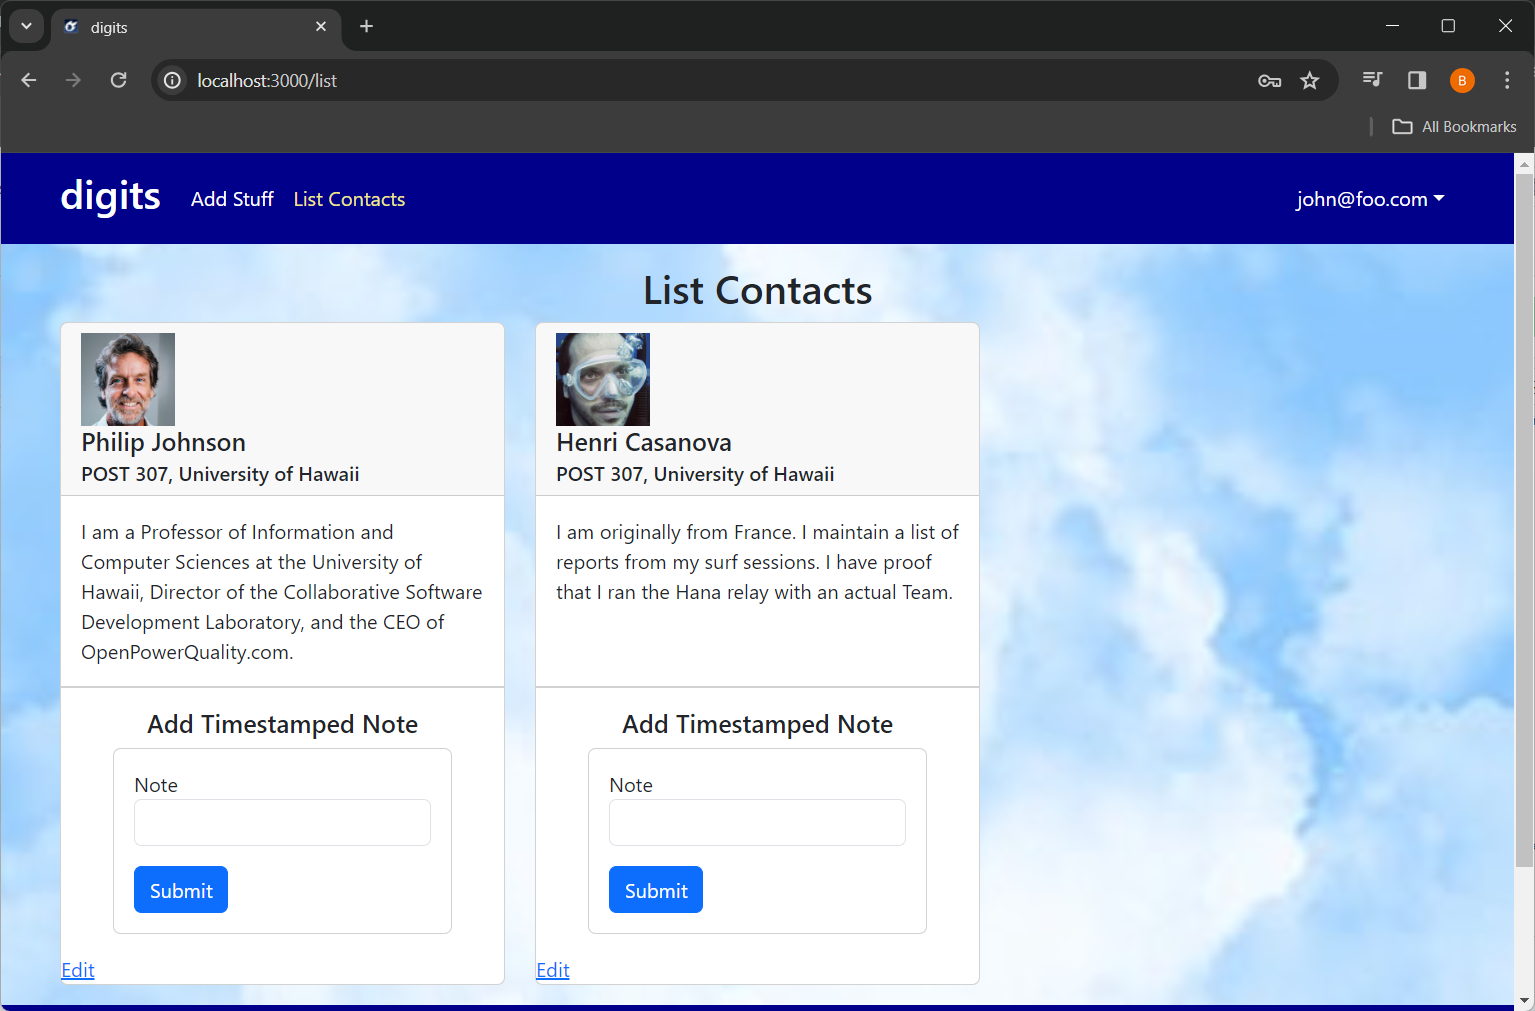 digits
localhost:3000/list
B
All Bookmarks
digits Add Stuff List Contacts john@foo.com
List Contacts
Philip Johnson
POST 307, University of Hawaii
I am a Professor of Information and
Computer Sciences at the University of
Hawaii, Director of the Collaborative Software
Development Laboratory, and the CEO of
OpenPowerQuality.com.
Add Timestamped Note
Note
Submit
Edit
Henri Casanova
POST 307, University of Hawaii
I am originally from France. I maintain a list of
reports from my surf sessions. I have proof
that I ran the Hana relay with an actual Team.
Add Timestamped Note
Note
Submit
Edit